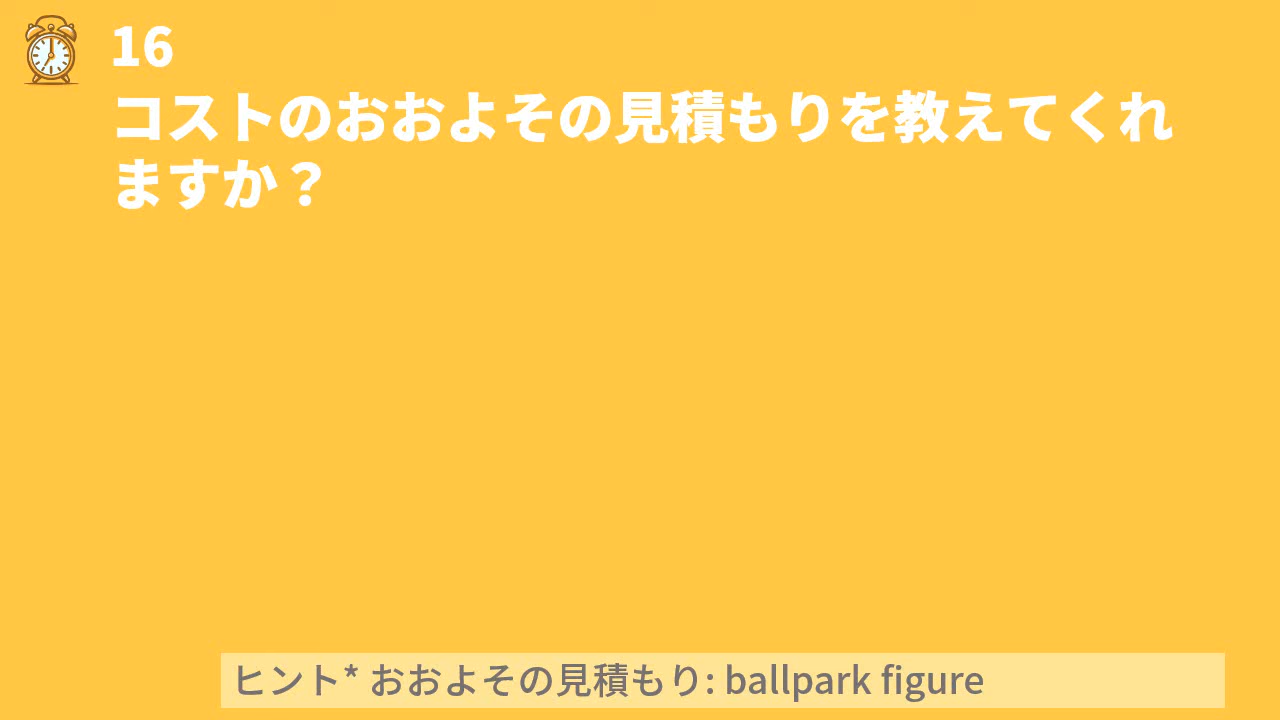 16
コストのおおよその見積もりを教えてくれ
ますか？
ヒント* おおよその見積もり: ballpark figure